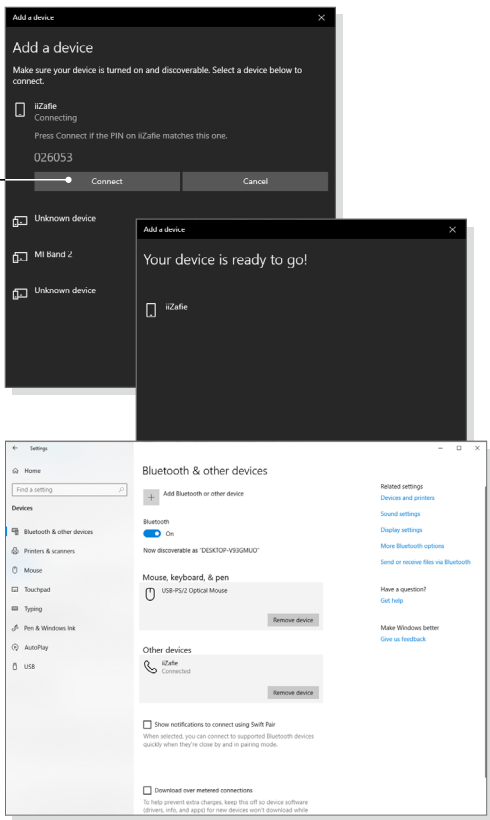 Add a device
Add a device
Make sure your device is turned on and discoverable. Select a device below to
connect.
iiZafie
Connecting
Press Connect if the PIN on iiZafie matches this one.
026053
Connect Cancel
Unknown device
MI Band 2
Unknown device
Add a device
Your device is ready to go!
iiZafie
Settings
Home
Find a setting
Devices
Bluetooth & other devices
Printers & scanners
Mouse
Touchpad
Typing
Pen & Windows Ink
AutoPlay
USB
Bluetooth & other devices
Add Bluetooth or other device
Bluetooth
On
Now discoverable as "DESKTOP-V93GMUO"
Mouse, keyboard, & pen
USB-PS/2 Optical Mouse
Remove device
Other devices
iiZafie
Connected
Remove device
Show notifications to connect using Swift Pair
When selected, you can connect to supported Bluetooth devices
quickly when they're close by and in pairing mode.
Download over metered connections
To help prevent extra charges, keep this off so device software
(drivers, info, and apps) for new devices won't download while
Related settings
Devices and printers
Sound settings
Display settings
More Bluetooth options
Send or receive files via Bluetooth
Have a question?
Get help
Make Windows better
Give us feedback